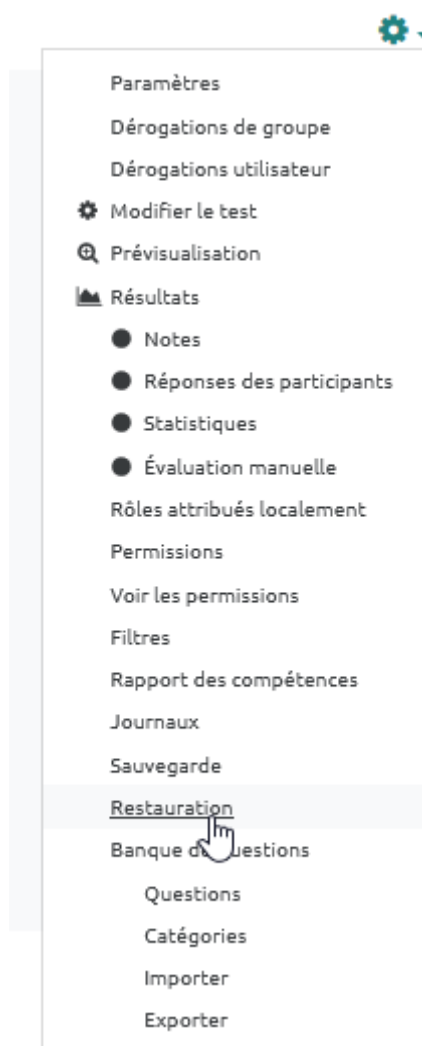 Paramètres
Dérogations de groupe
Dérogations utilisateur
Modifier le test
Prévisualisation
Résultats
Notes
Réponses des participants
Statistiques
Évaluation manuelle
Rôles attribués localement
Permissions
Voir les permissions
Filtres
Rapport des compétences
Journaux
Sauvegarde
Restauration
Banque de questions
Questions
Catégories
Importer
Exporter